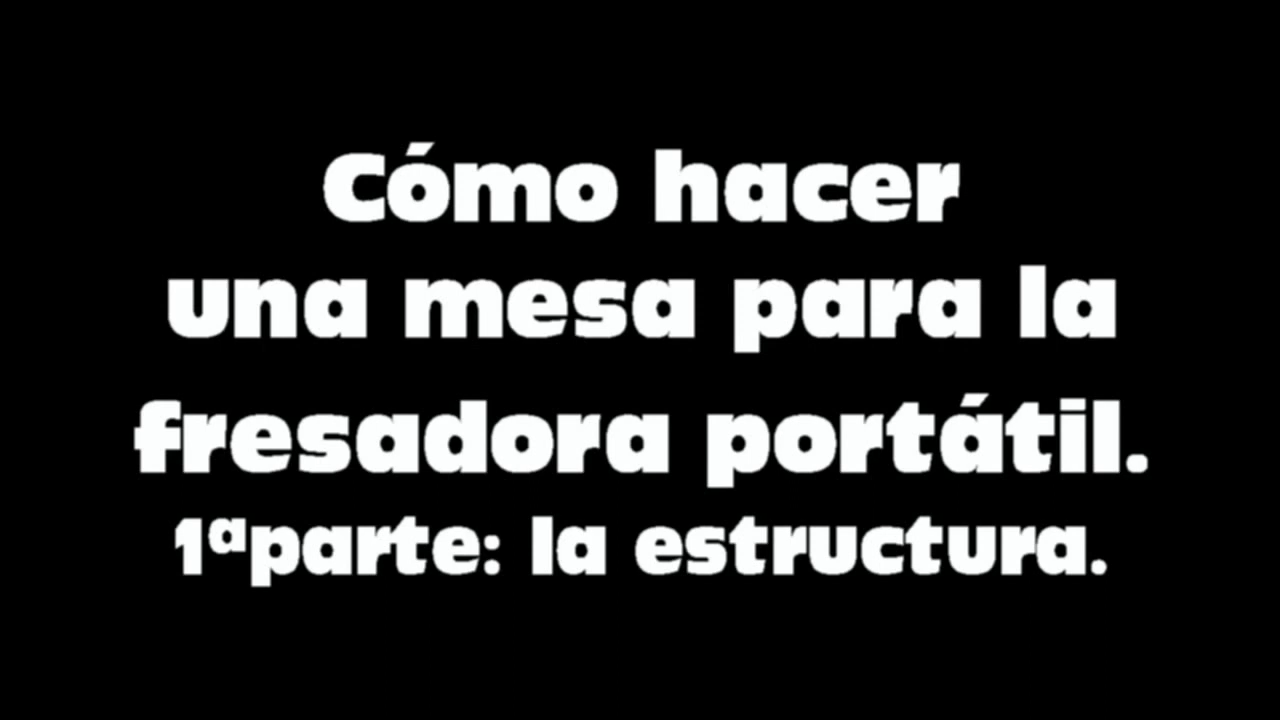 Cómo hacer
una mesa para la
fresadora portátil.
1ªparte: la estructura.